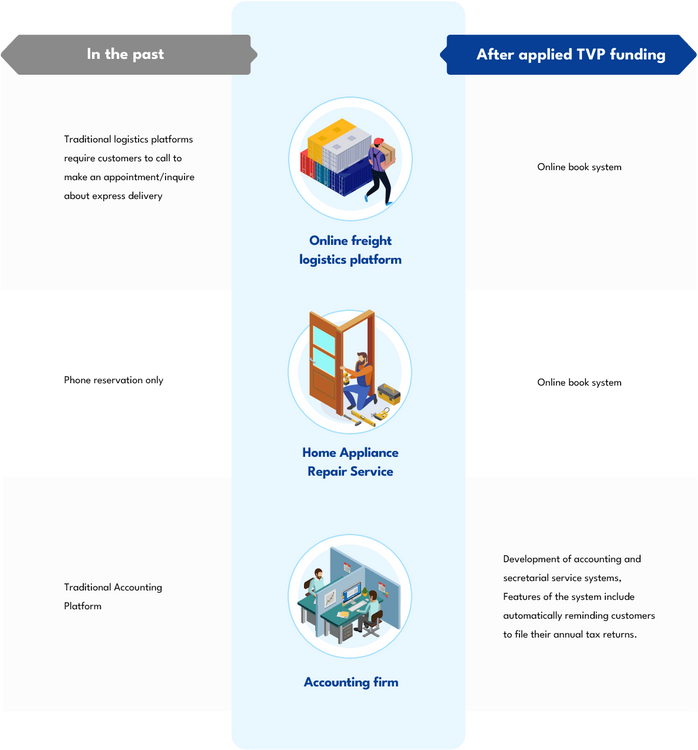 In the past
After applied TVP funding
Traditional logistics platforms
require customers to call to
make an appointment/inquire
about express delivery
Online freight
logistics platform
Online book system
Phone reservation only
Home Appliance
Repair Service
Online book system
Traditional Accounting
Platform
Accounting firm
Development of accounting and
secretarial service systems,
Features of the system include
automatically reminding customers
to file their annual tax returns.